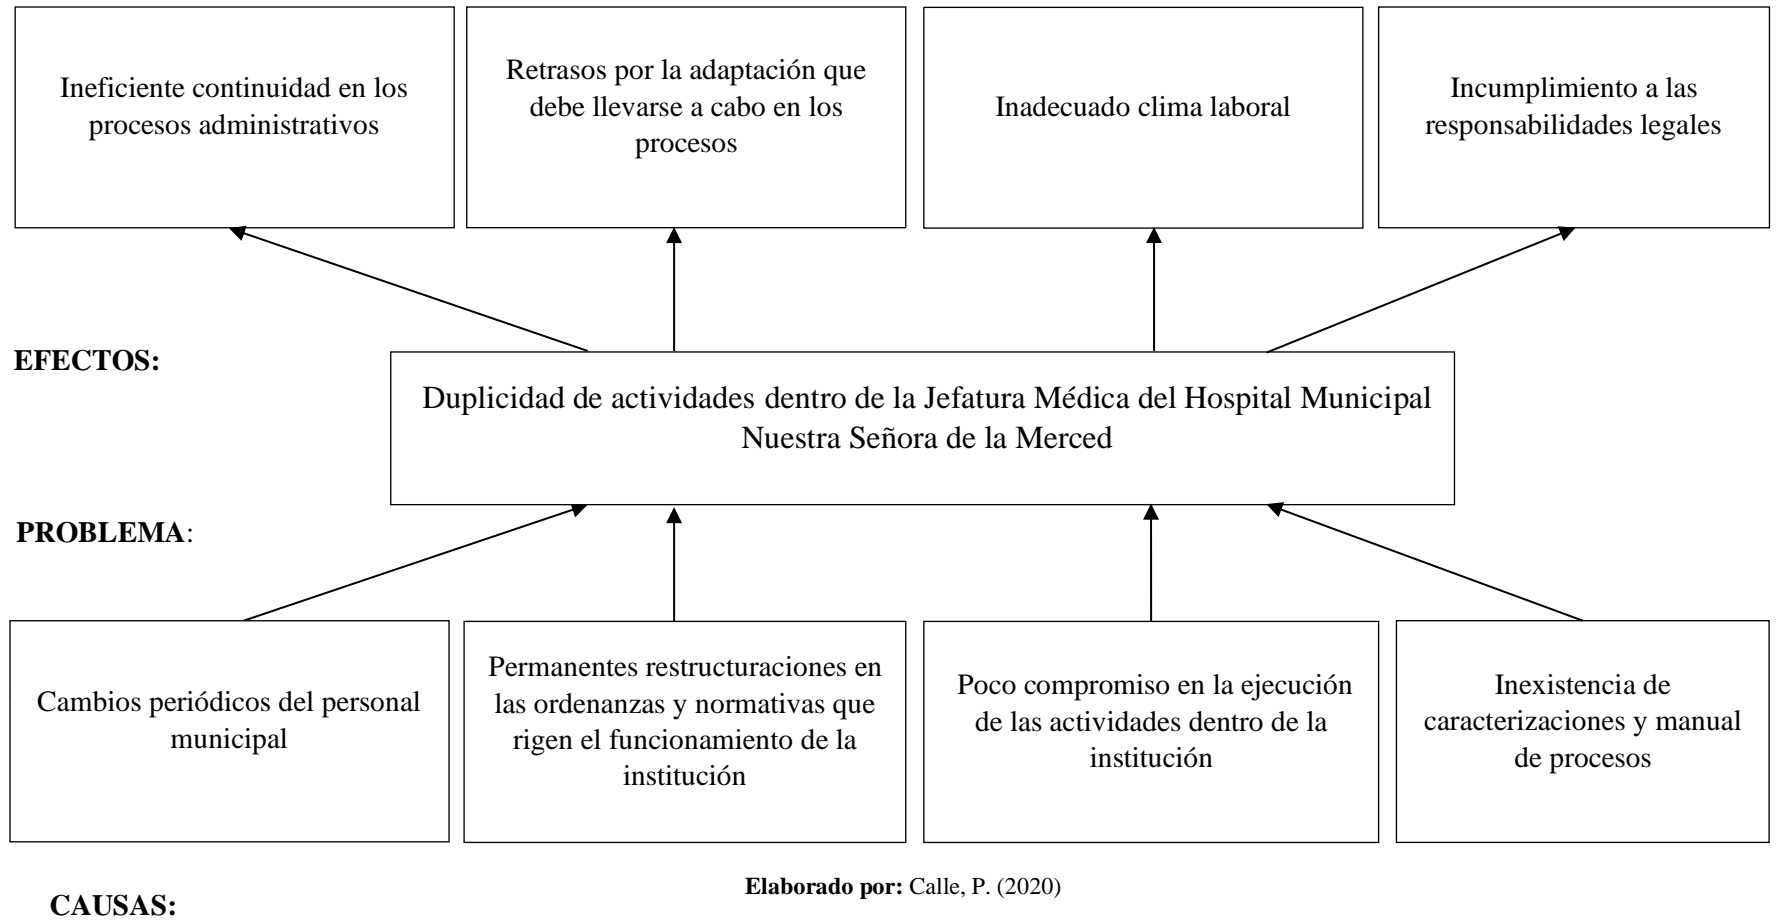 Ineficiente continuidad en los
procesos administrativos
Retrasos por la adaptación que
debe llevarse a cabo en los
procesos
Inadecuado clima laboral
Incumplimiento a las
responsabilidades legales
EFECTOS:
Duplicidad de actividades dentro de la Jefatura Médica del Hospital Municipal
Nuestra Señora de la Merced
PROBLEMA:
Cambios periódicos del personal
municipal
Permanentes restructuraciones en
las ordenanzas y normativas que
rigen el funcionamiento de la
institución
Poco compromiso en la ejecución
de las actividades dentro de la
institución
Inexistencia de
caracterizaciones y manual
de procesos
Elaborado por: Calle, P. (2020)
CAUSAS: